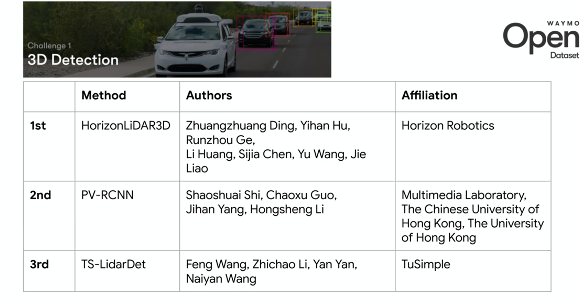 Challenge 1
3D Detection
WAYMO
Open
Dataset
Method Authors Affiliation
1st HorizonLiDAR3D Zhuangzhuang Ding, Yihan Hu, Horizon Robotics
Runzhou Ge,
Li Huang, Sijia Chen, Yu Wang, Jie
Liao
2nd PV-RCNN Shaoshuai Shi, Chaoxu Guo, Multimedia Laboratory,
Jihan Yang, Hongsheng Li The Chinese University of
Hong Kong, The University
of Hong Kong
3rd TS-LidarDet Feng Wang, Zhichao Li, Yan Yan, TuSimple
Naiyan Wang